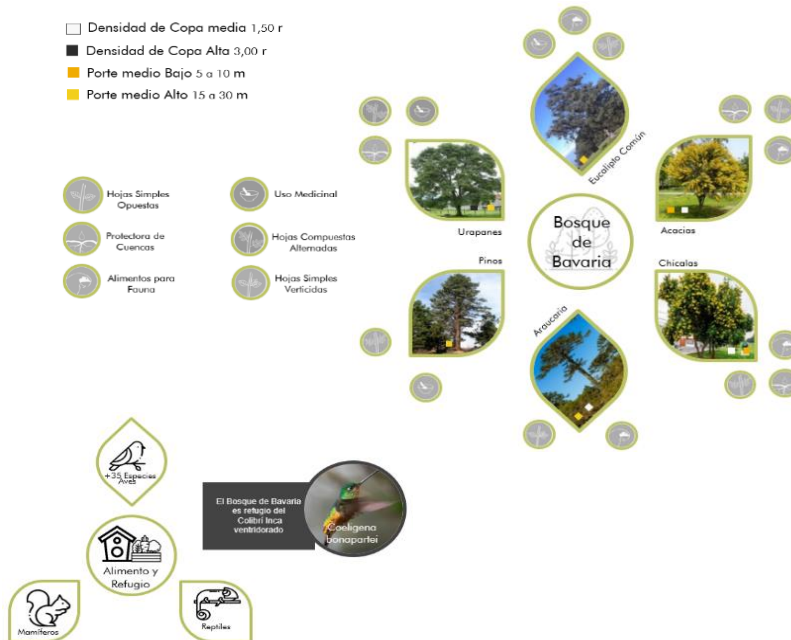 Densidad de Copa media 1,50 r
Densidad de Copa Alta 3,00 r
Porte medio Bajo 5 a 10 m
Porte medio Alto 15 a 30 m
Hojas Simples
Opuestas
Uso Medicinal
Protectora de
Cuencas
Hojas Compuestas
Alternadas
Alimentos para
Fauna
Hojas Simples
Verticidas
Eucalipto Común
Urapanes
Acacias
Bosque
de
Bavaria
Pinos
Chicalas
Araucaria
+35 Especies
Aves
El Bosque de Bavaria
es refugio del
Colibrí Inca
ventridorado
Coeligena
bonapartei
Alimento y
Refugio
Mamíferos
Reptiles